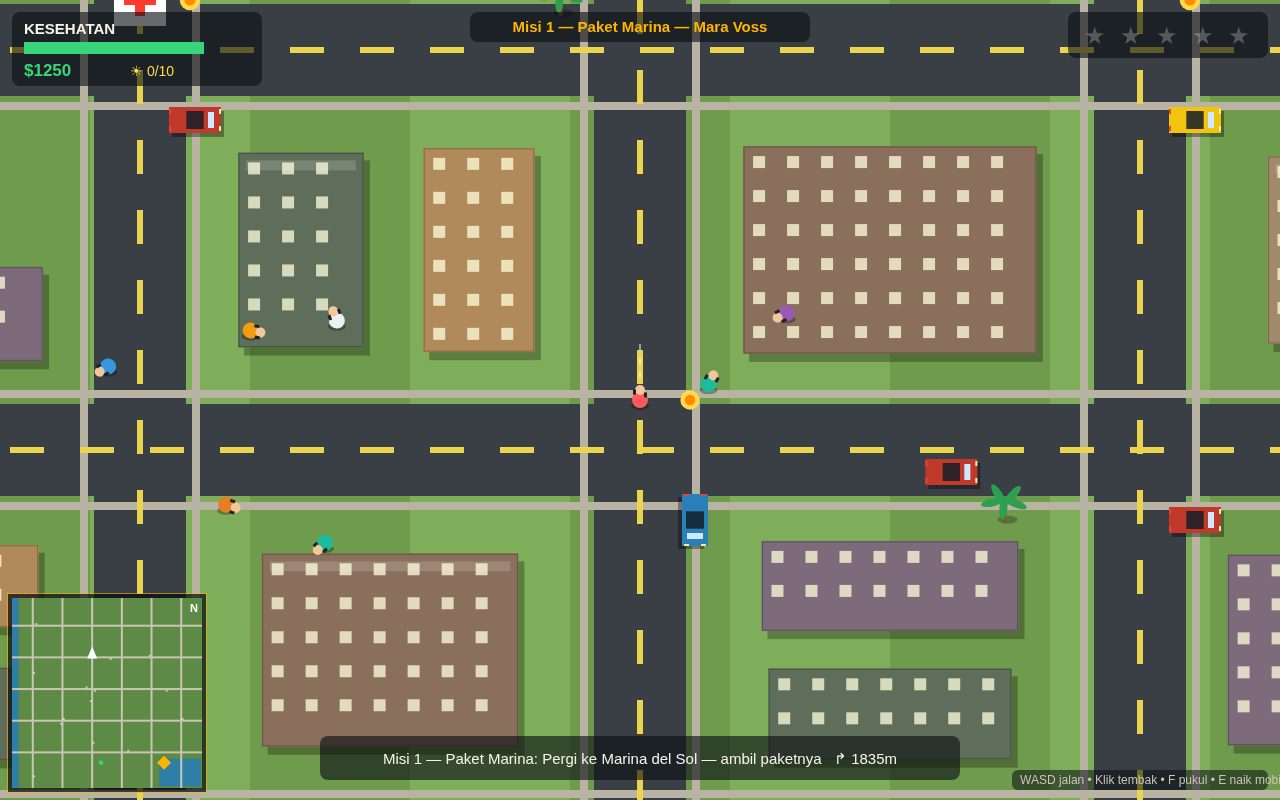 KESEHATAN
$1250
☀ 0/10
Misi 1 — Paket Marina — Mara Voss
★ ★ ★ ★ ★
N
Misi 1 — Paket Marina: Pergi ke Marina del Sol — ambil paketnya ↱ 1835m
WASD jalan • Klik tembak • F pukul • E naik mobi